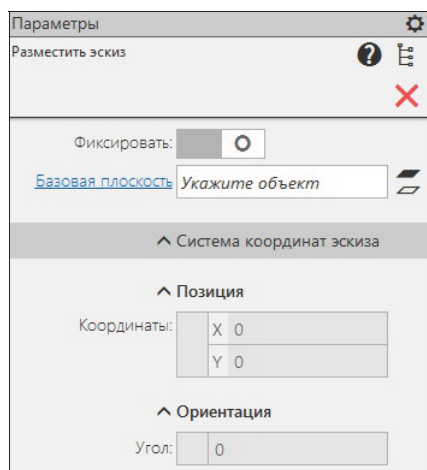 Параметры
Разместить эскиз
Фиксировать:
Базовая плоскость Укажите объект
Система координат эскиза
Позиция
Координаты: X 0
Y 0
Ориентация
Угол: 0